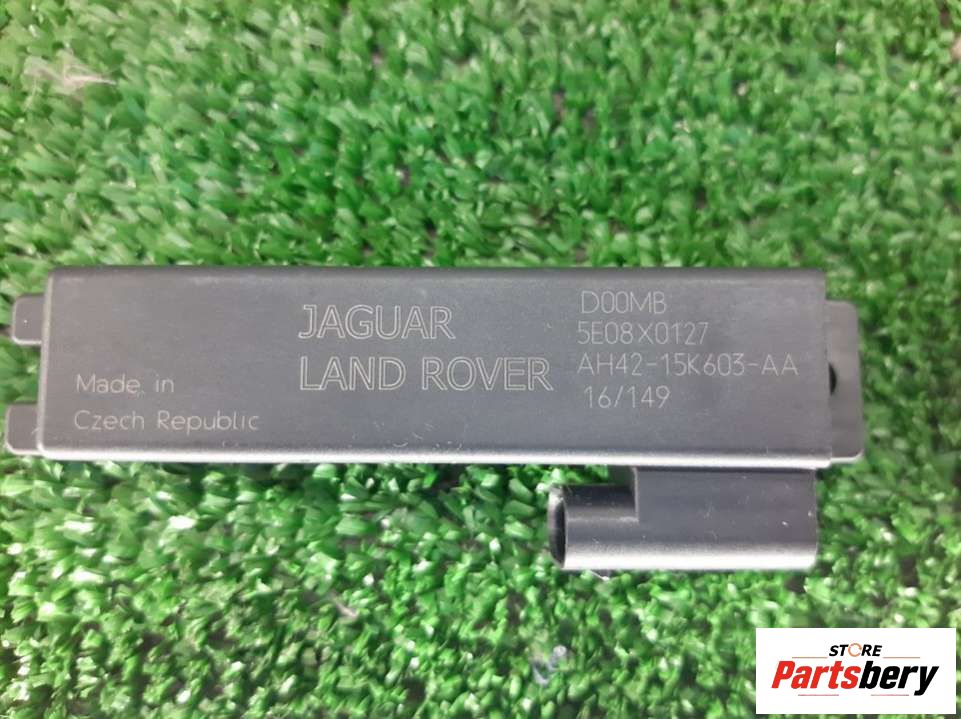 JAGUAR
LAND ROVER
D00MB
5E08X0127
AH42-15K603-AA
16/149
Made in
Czech Republic
STORE
Partsbery